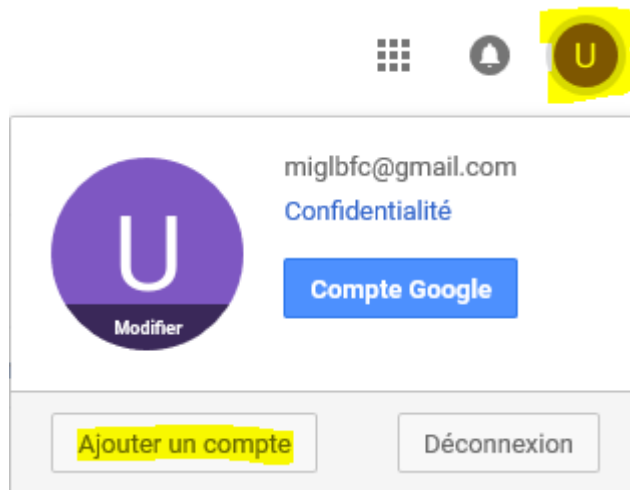 U
miglbfc@gmail.com
Confidentialité
U
Compte Google
Modifier
Ajouter un compte
Déconnexion